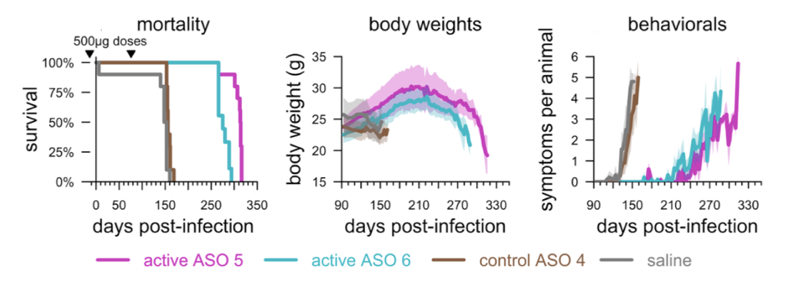 mortality
500µg doses
survival
100%
75%
50%
25%
0%
0 50 150 250 350
days post-infection
body weights
body weight (g)
35
30
25
20
15
90 150 210 270 330
days post-infection
behaviorals
symptoms per animal
6
5
4
3
2
1
0
90 150 210 270 330
days post-infection
active ASO 5 active ASO 6 control ASO 4 saline